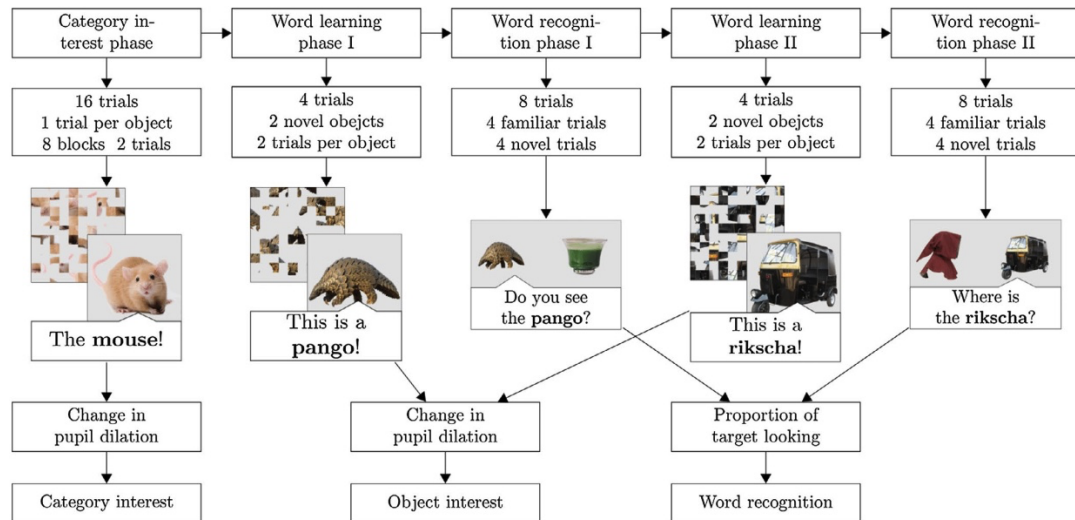 Category in-
terest phase
Word learning
phase I
Word recogni-
tion phase I
Word learning
phase II
Word recogni-
tion phase II
16 trials
1 trial per object
8 blocks 2 trials
4 trials
2 novel obejcts
2 trials per object
8 trials
4 familiar trials
4 novel trials
4 trials
2 novel obejcts
2 trials per object
8 trials
4 familiar trials
4 novel trials
The mouse!
This is a
pango!
Do you see
the pango?
This is a
rikscha!
Where is
the rikscha?
Change in
pupil dilation
Change in
pupil dilation
Proportion of
target looking
Category interest
Object interest
Word recognition